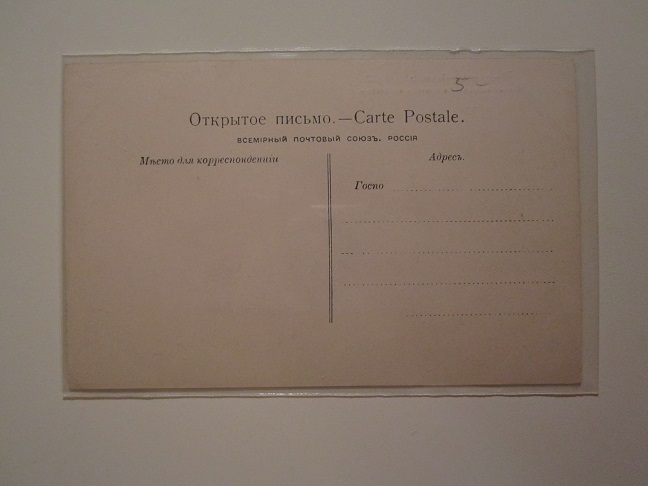 5-
Открытое письмо.—Carte Postale.
ВСЕМІРНЫЙ ПОЧТОВЫЙ СОЮЗЪ. РОССІЯ
Мѣсто для корреспонденціи
Адресъ.
Госпо